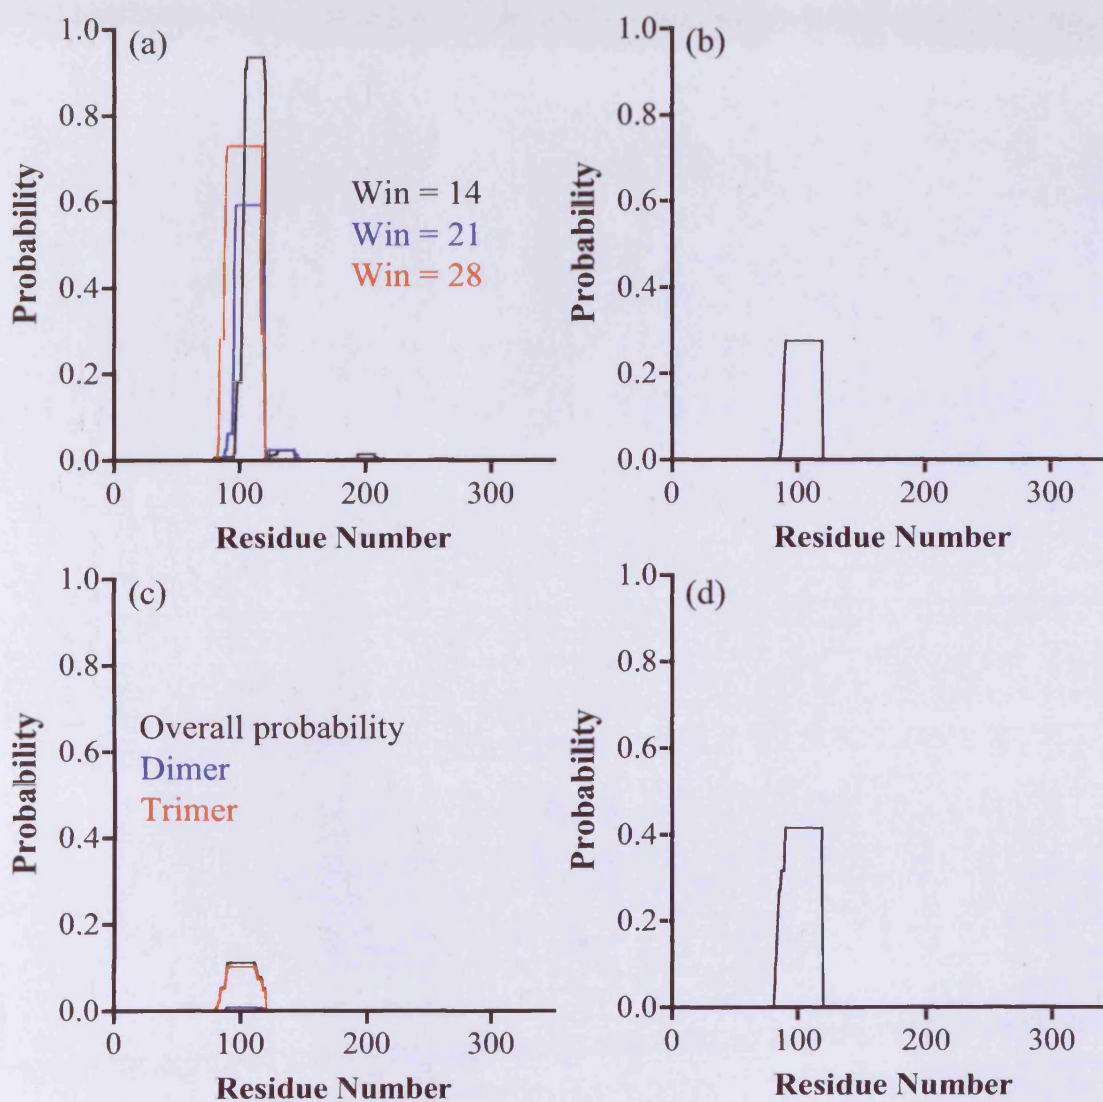 (a)
1.0
0.8
0.6
0.4
0.2
0.0
Probability
Win = 14
Win = 21
Win = 28
0 100 200 300
Residue Number
(b)
1.0
0.8
0.6
0.4
0.2
0.0
Probability
0 100 200 300
Residue Number
(c)
1.0
0.8
0.6
0.4
0.2
0.0
Probability
Overall probability
Dimer
Trimer
0 100 200 300
Residue Number
(d)
1.0
0.8
0.6
0.4
0.2
0.0
Probability
0 100 200 300
Residue Number